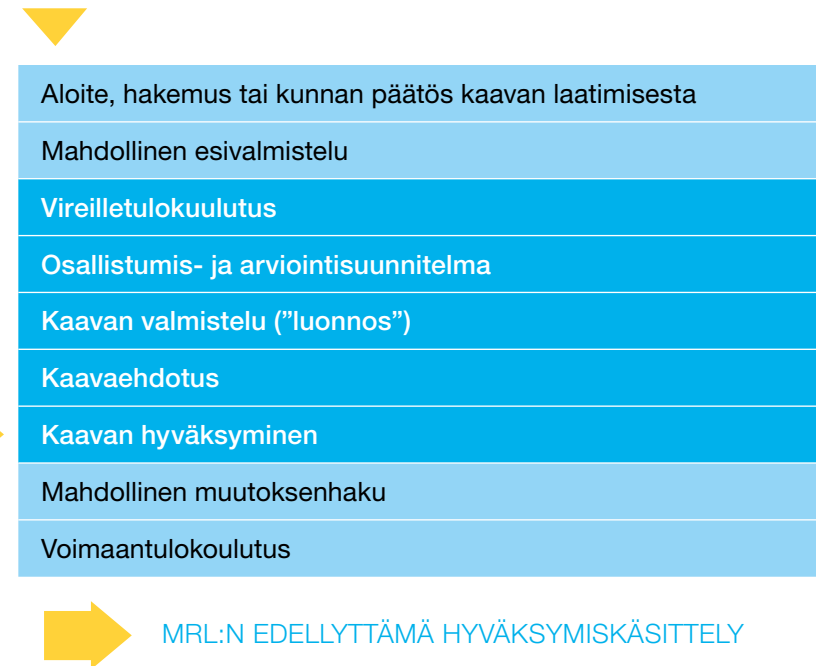 Aloite, hakemus tai kunnan päätös kaavan laatimisesta
Mahdollinen esivalmistelu
Vireilletulokuulutus
Osallistumis- ja arviointisuunnitelma
Kaavan valmistelu (”luonnos”)
Kaavaehdotus
Kaavan hyväksyminen
Mahdollinen muutoksenhaku
Voimaantulokoulutus
MRL:N EDELLYTTÄMÄ HYVÄKSYMISKÄSITTELY